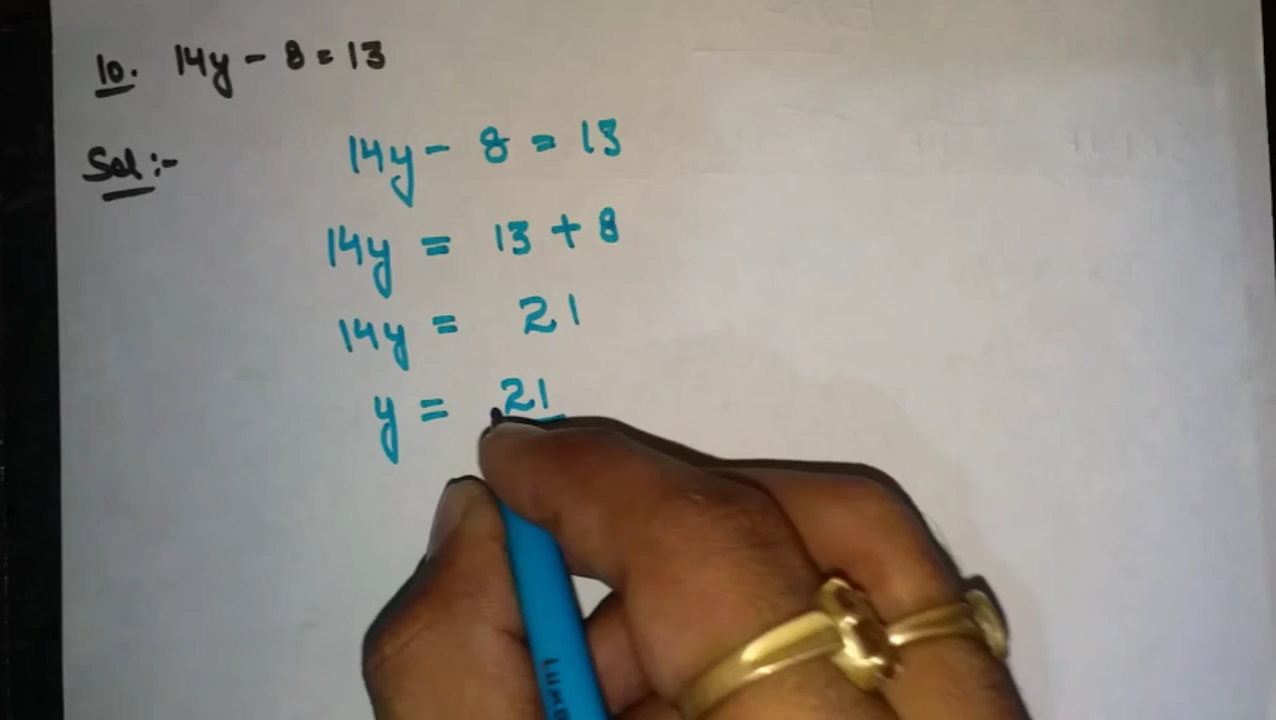 10. 14y - 8 = 13
Sol :-
14y - 8 = 13
14y = 13 + 8
14y = 21
y = 21